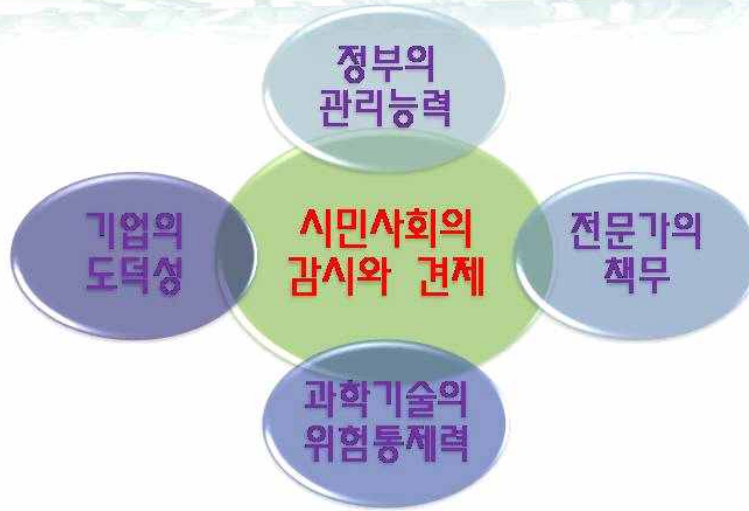 정부의
관리능력
기업의
도덕성
시민사회의
감시와 견제
전문가의
책무
과학기술의
위험통제력